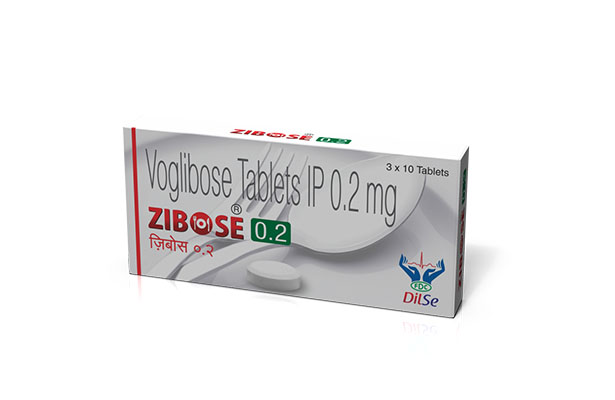 ZIBOSE® 0.2
Voglibose Tablets IP 0.2 mg
3 x 10 Tablets
ZIBOSE® 0.2
ज़िबोस ०.२
FDC
DilSe